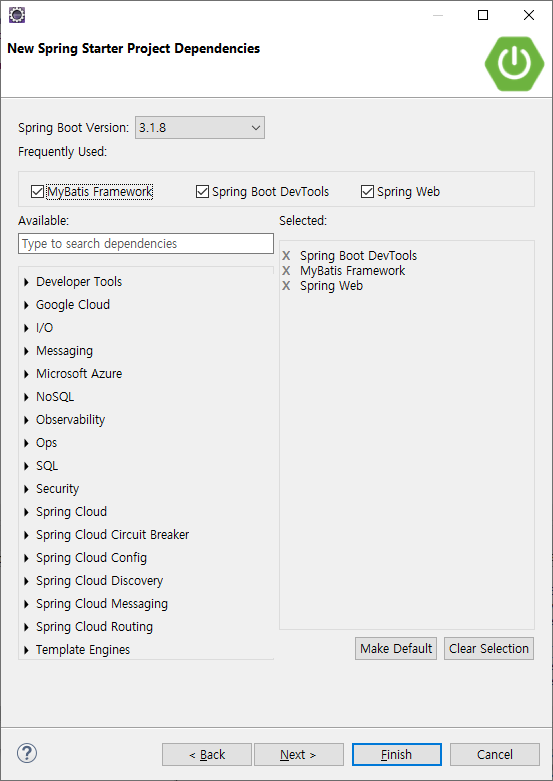 New Spring Starter Project Dependencies
Spring Boot Version: 3.1.8
Frequently Used:
MyBatis Framework Spring Boot DevTools Spring Web
Available: Selected:
Type to search dependencies
X Spring Boot DevTools
X MyBatis Framework
X Spring Web
Developer Tools
Google Cloud
I/O
Messaging
Microsoft Azure
NoSQL
Observability
Ops
SQL
Security
Spring Cloud
Spring Cloud Circuit Breaker
Spring Cloud Config
Spring Cloud Discovery
Spring Cloud Messaging
Spring Cloud Routing
Template Engines
Make Default Clear Selection
? < Back Next > Finish Cancel